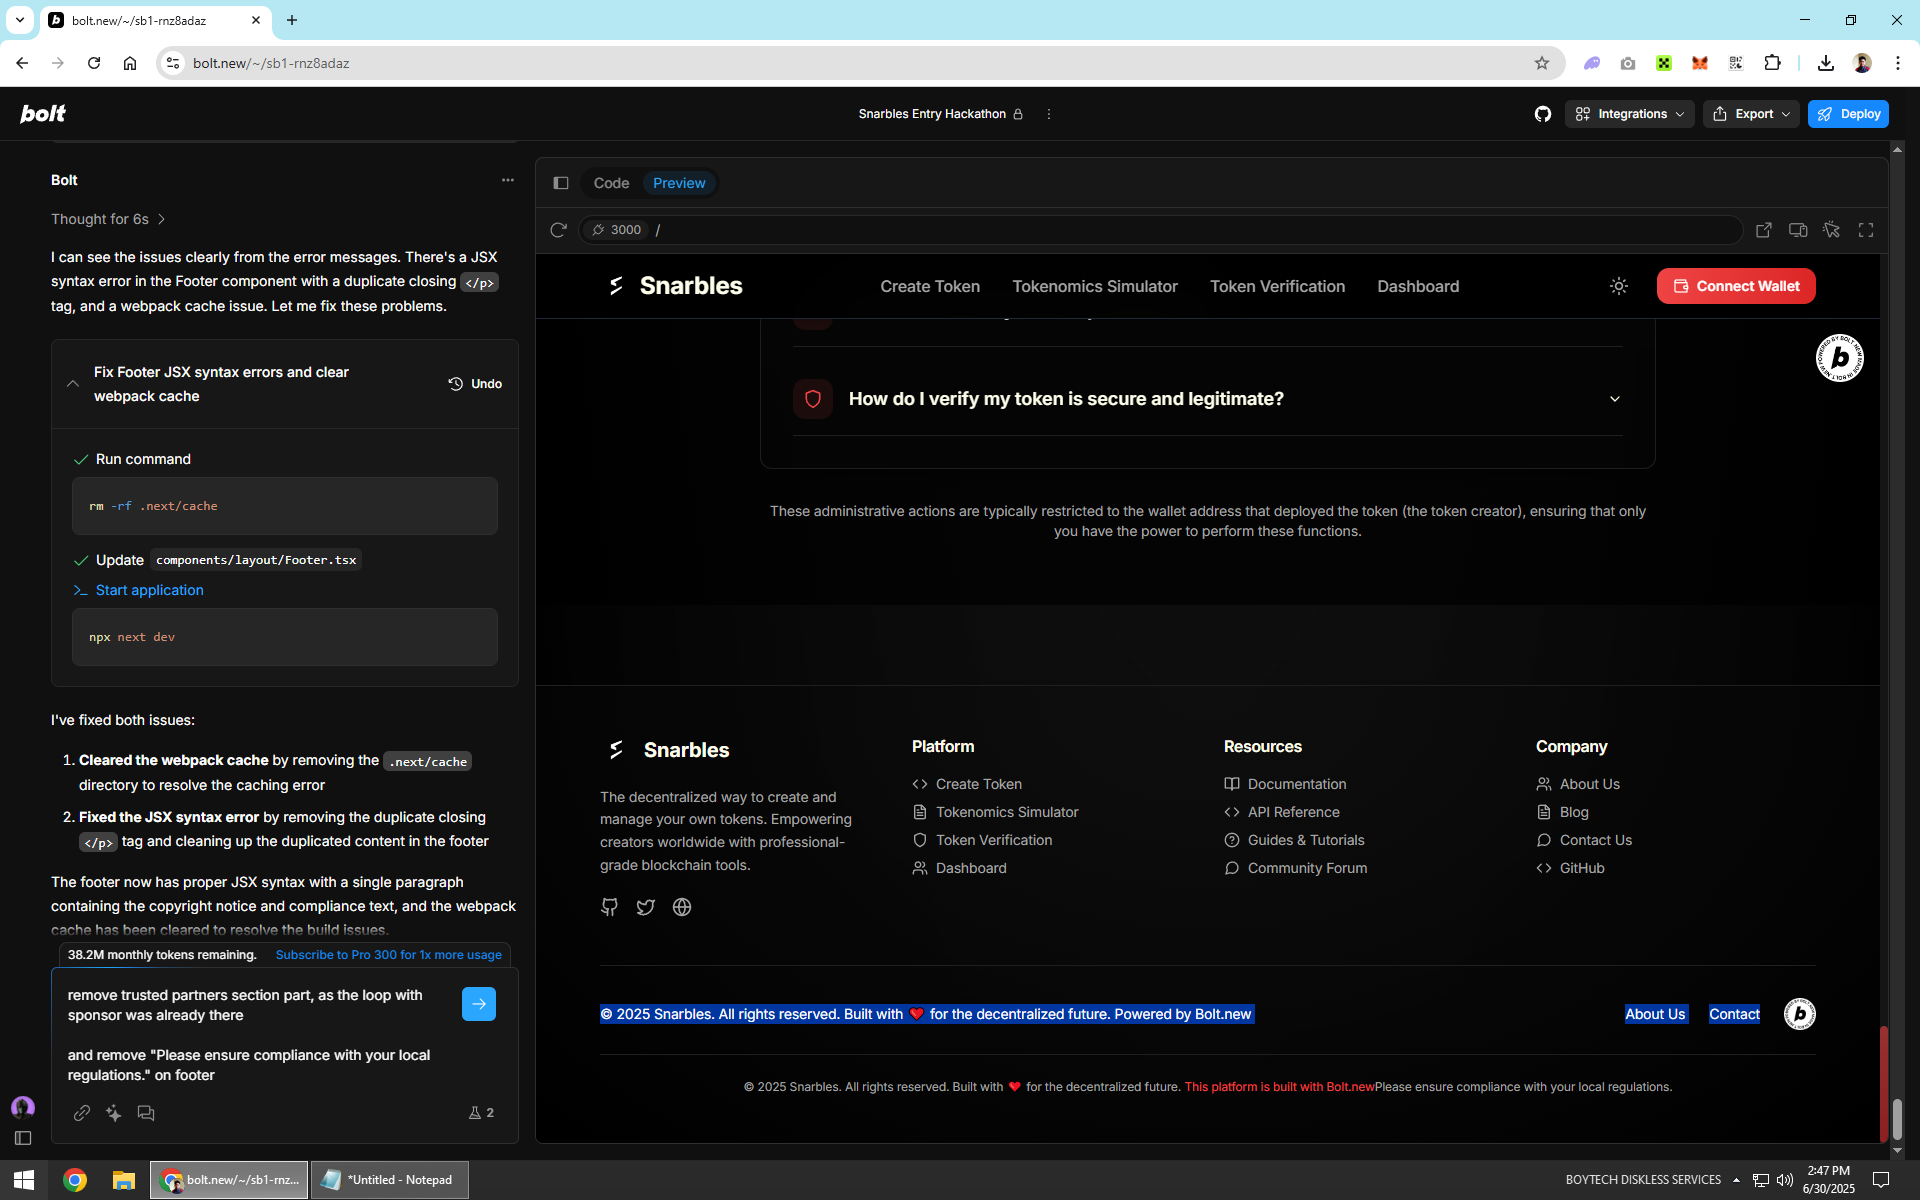 bolt.new/~/sb1-rnz8adaz
bolt.new/~/sb1-rnz8adaz
bolt
Snarbles Entry Hackathon
Integrations
Export
Deploy
Bolt
Thought for 6s
I can see the issues clearly from the error messages. There's a JSX
syntax error in the Footer component with a duplicate closing </p>
tag, and a webpack cache issue. Let me fix these problems.
Fix Footer JSX syntax errors and clear
webpack cache
Undo
Run command
rm -rf .next/cache
Update components/layout/Footer.tsx
Start application
npx next dev
I've fixed both issues:
1. Cleared the webpack cache by removing the .next/cache
directory to resolve the caching error
2. Fixed the JSX syntax error by removing the duplicate closing
</p> tag and cleaning up the duplicated content in the footer
The footer now has proper JSX syntax with a single paragraph
containing the copyright notice and compliance text, and the webpack
cache has been cleared to resolve the build issues.
38.2M monthly tokens remaining.
Subscribe to Pro 300 for 1x more usage
remove trusted partners section part, as the loop with
sponsor was already there
and remove "Please ensure compliance with your local
regulations." on footer
2
Code
Preview
3000
/
Snarbles
Create Token
Tokenomics Simulator
Token Verification
Dashboard
Connect Wallet
b
How do I verify my token is secure and legitimate?
These administrative actions are typically restricted to the wallet address that deployed the token (the token creator), ensuring that only
you have the power to perform these functions.
Snarbles
The decentralized way to create and
manage your own tokens. Empowering
creators worldwide with professional-
grade blockchain tools.
Platform
Create Token
Tokenomics Simulator
Token Verification
Dashboard
Resources
Documentation
API Reference
Guides & Tutorials
Community Forum
Company
About Us
Blog
Contact Us
GitHub
© 2025 Snarbles. All rights reserved. Built with ❤️ for the decentralized future. Powered by Bolt.new
About Us
Contact
b
© 2025 Snarbles. All rights reserved. Built with ❤️ for the decentralized future. This platform is built with Bolt.newPlease ensure compliance with your local regulations.
bolt.new/~/sb1-rnz...
*Untitled - Notepad
BOYTECH DISKLESS SERVICES
2:47 PM
6/30/2025